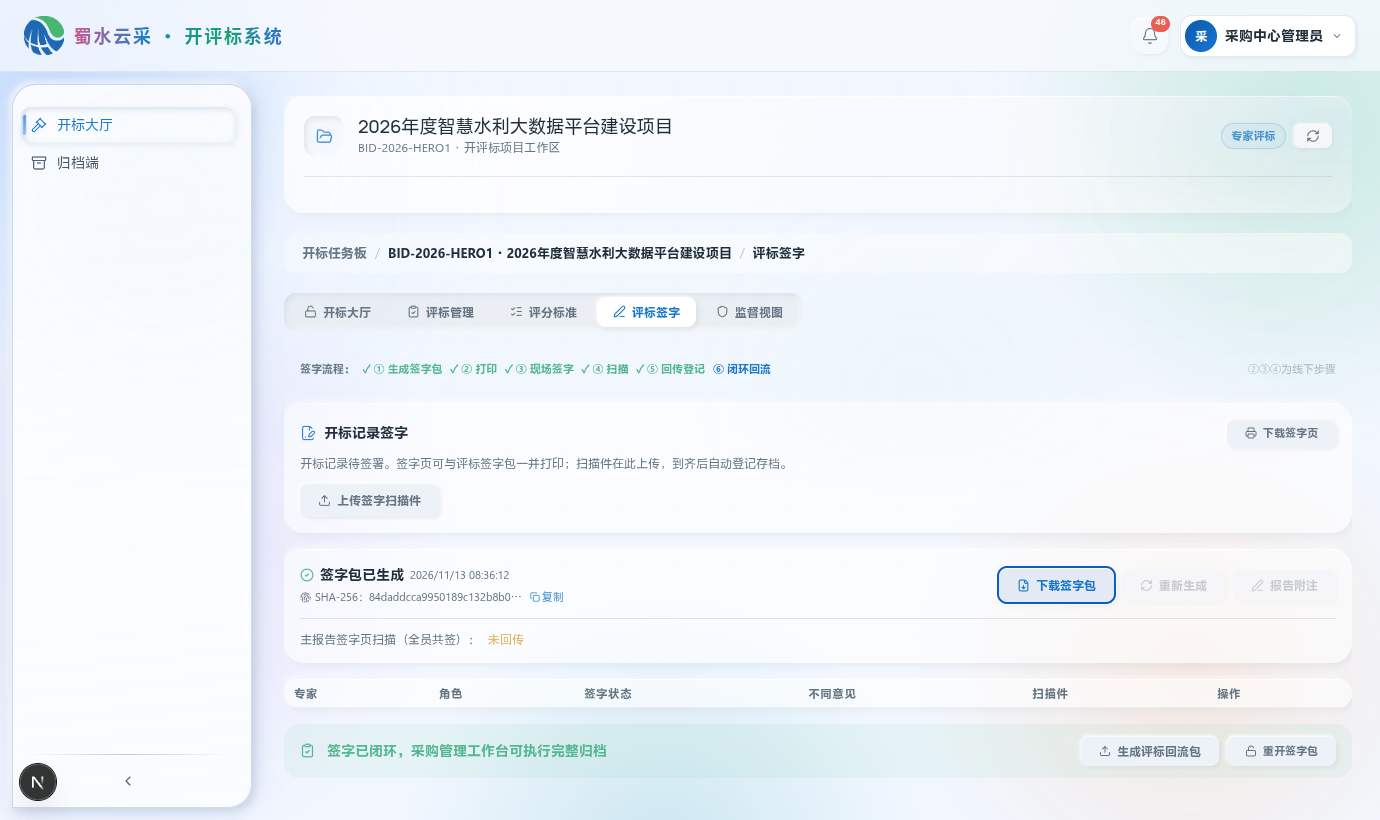 蜀水云采 · 开评标系统
46
采 采购中心管理员
开标大厅
归档端
2026年度智慧水利大数据平台建设项目
BID-2026-HERO1 · 开评标项目工作区
专家评标
开标任务板 / BID-2026-HERO1 · 2026年度智慧水利大数据平台建设项目 / 评标签字
开标大厅 评标管理 评分标准 评标签字 监督视图
签字流程： ✓① 生成签字包 ✓② 打印 ✓③ 现场签字 ✓④ 扫描 ✓⑤ 回传登记 ⑥ 闭环回流 ②③④为线下步骤
开标记录签字 下载签字页
开标记录待签署。签字页可与评标签字包一并打印；扫描件在此上传，到齐后自动登记存档。
上传签字扫描件
签字包已生成 2026/11/13 08:36:12
SHA-256：84daddcca9950189c132b8b0··· 复制
下载签字包 重新生成 报告附注
主报告签字页扫描（全员共签）： 未回传
专家 角色 签字状态 不同意见 扫描件 操作
签字已闭环，采购管理工作台可执行完整归档 生成评标回流包 重开签字包
N